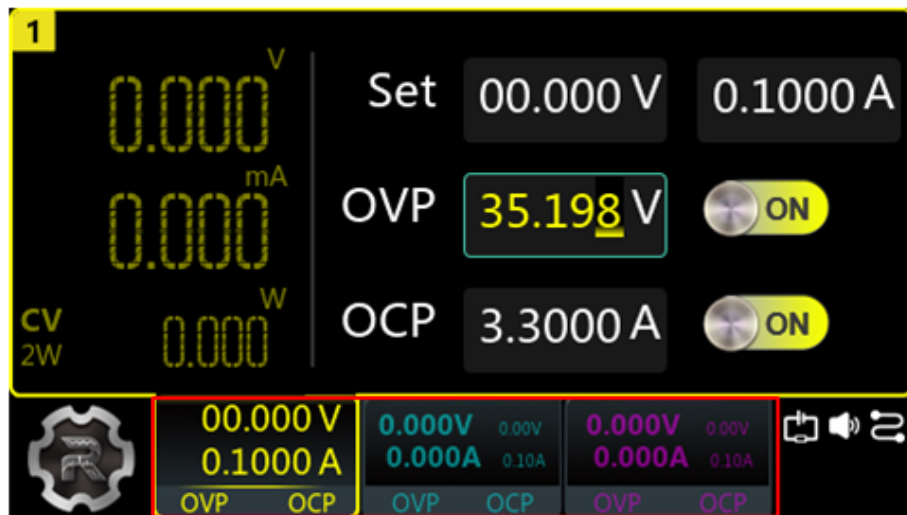 1
V
0.000
Set 00.000 V 0.1000 A
mA
0.000
OVP 35.198 V ON
W
CV 0.000
2W
OCP 3.3000 A ON
00.000 V 0.000V 0.00V 0.000V 0.00V
0.1000 A 0.000A 0.10A 0.000A 0.10A
OVP OCP OVP OCP OVP OCP